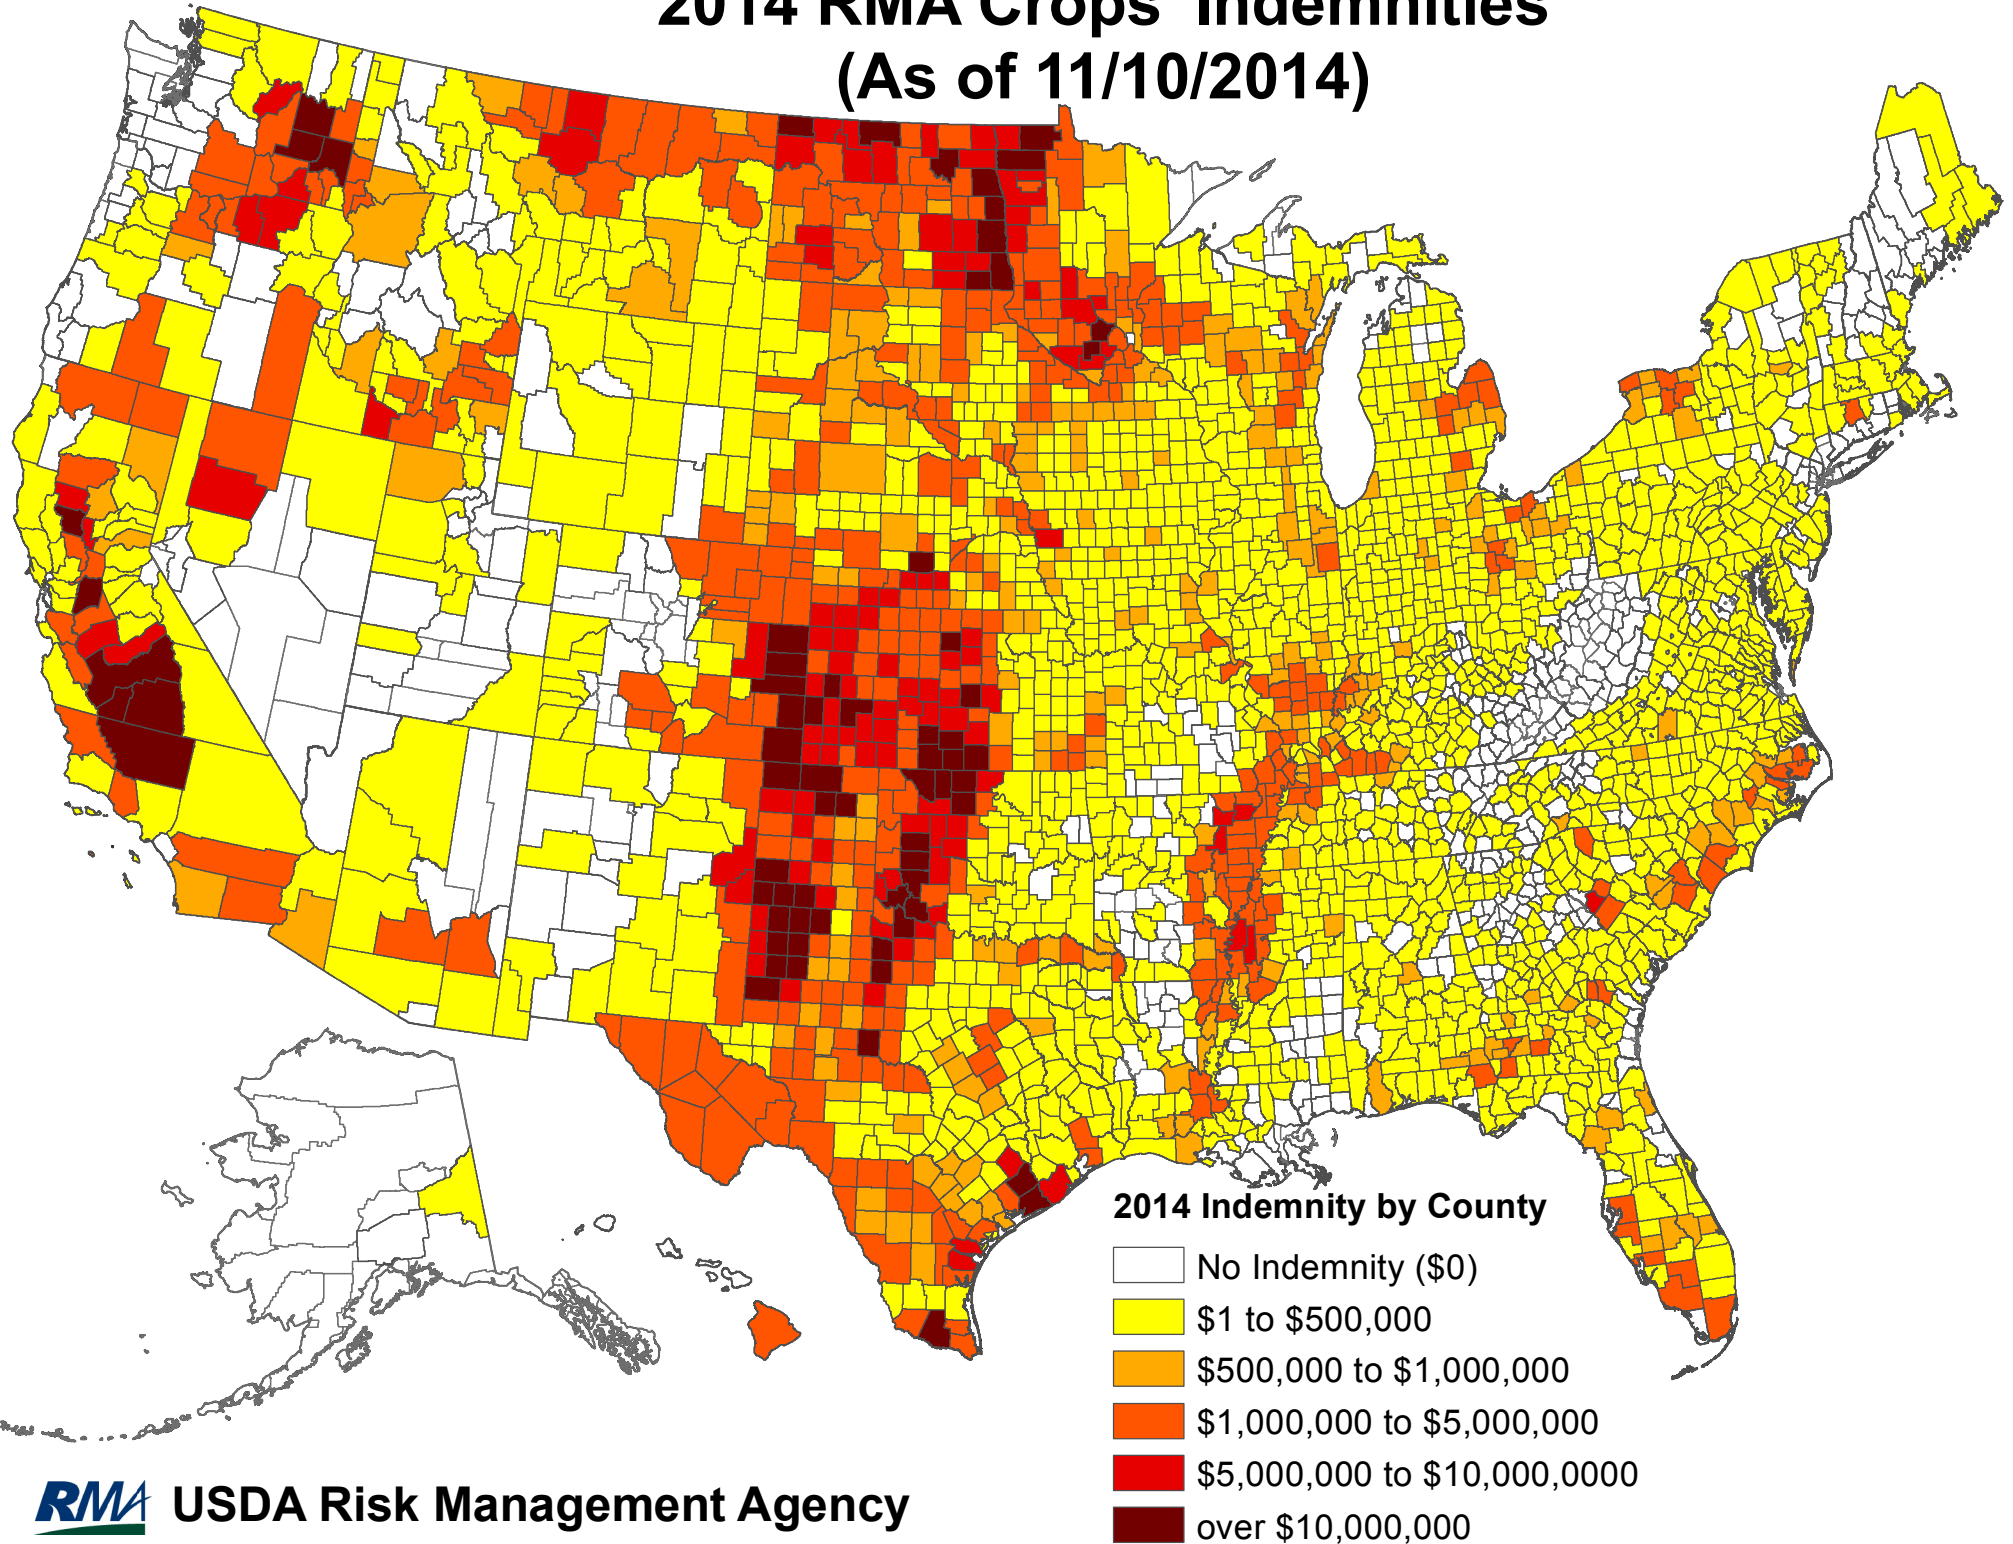 2014 RMA Crops' Indemnities
(As of 11/10/2014)
2014 Indemnity by County
No Indemnity ($0)
$1 to $500,000
$500,000 to $1,000,000
$1,000,000 to $5,000,000
$5,000,000 to $10,000,0000
over $10,000,000
RMA USDA Risk Management Agency